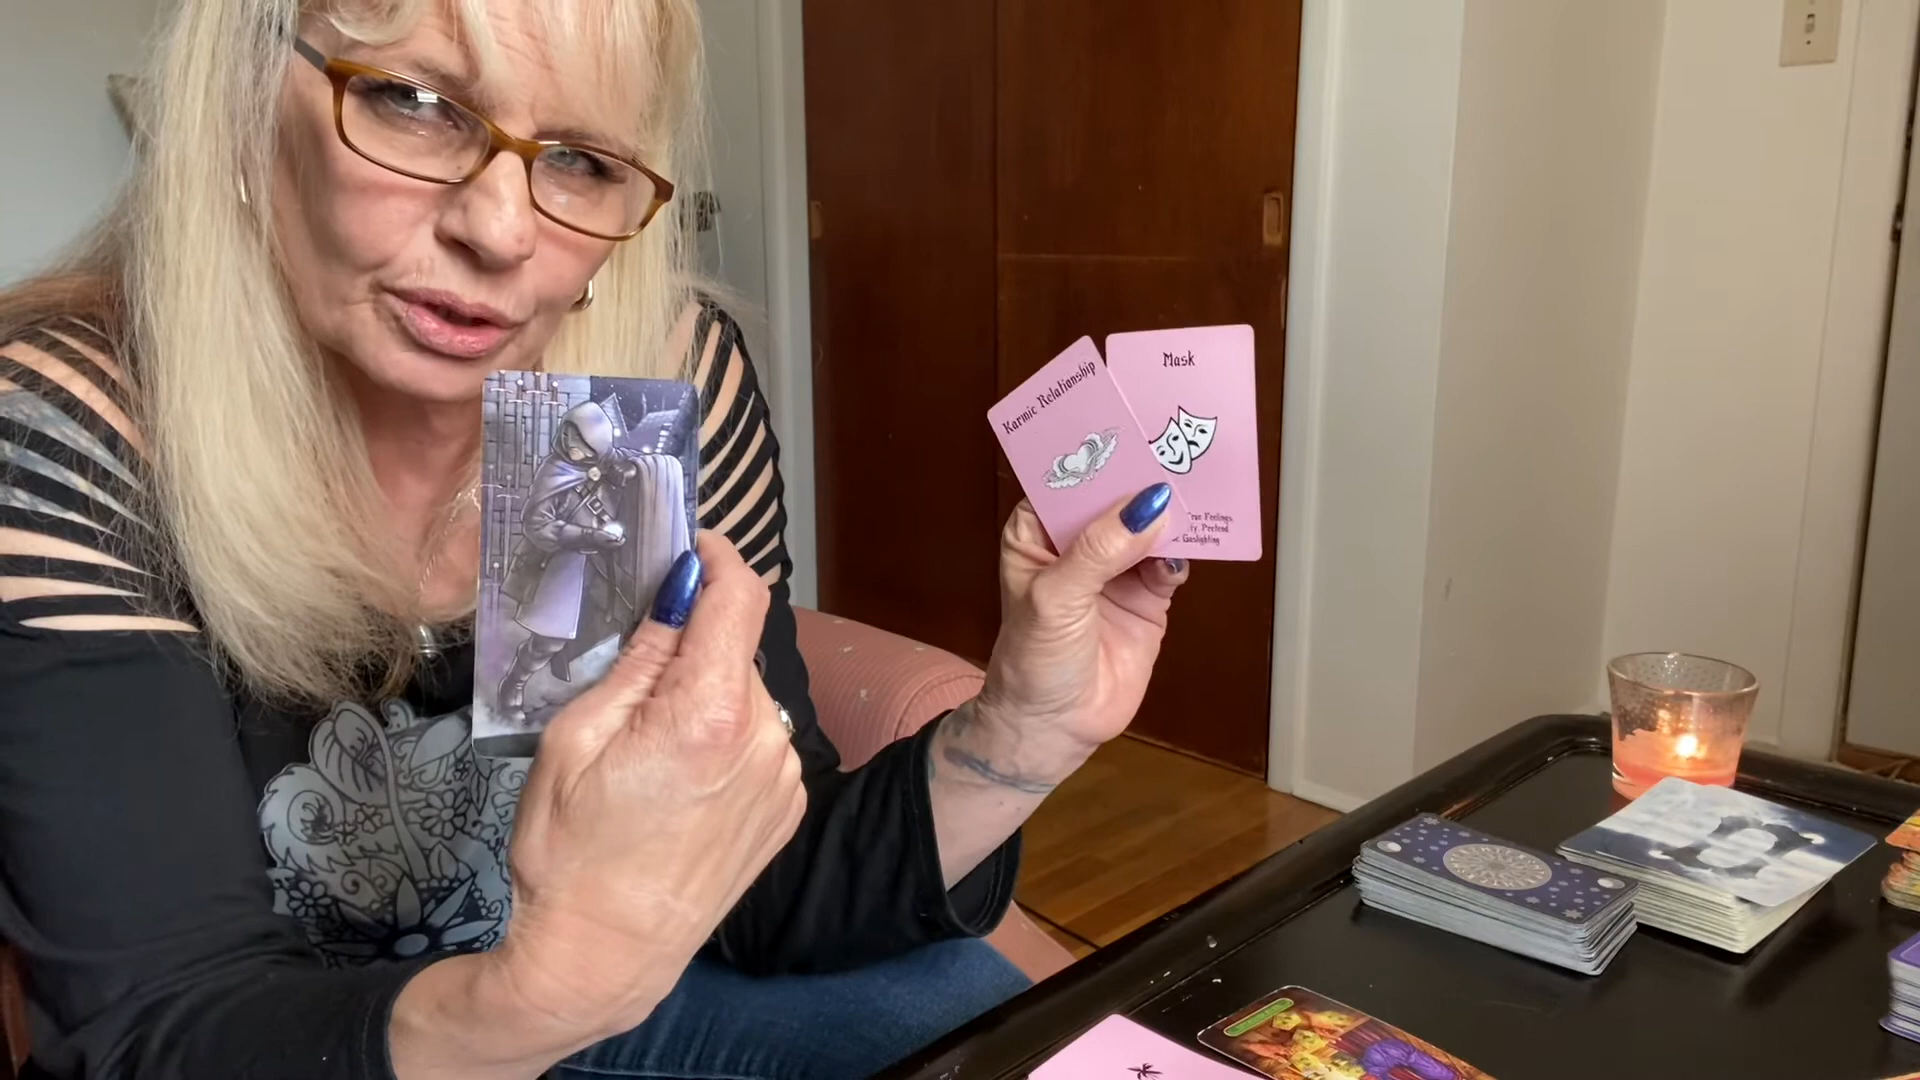 Karmic Relationship
Mask
True Feelings
Pretend
Gaslighting